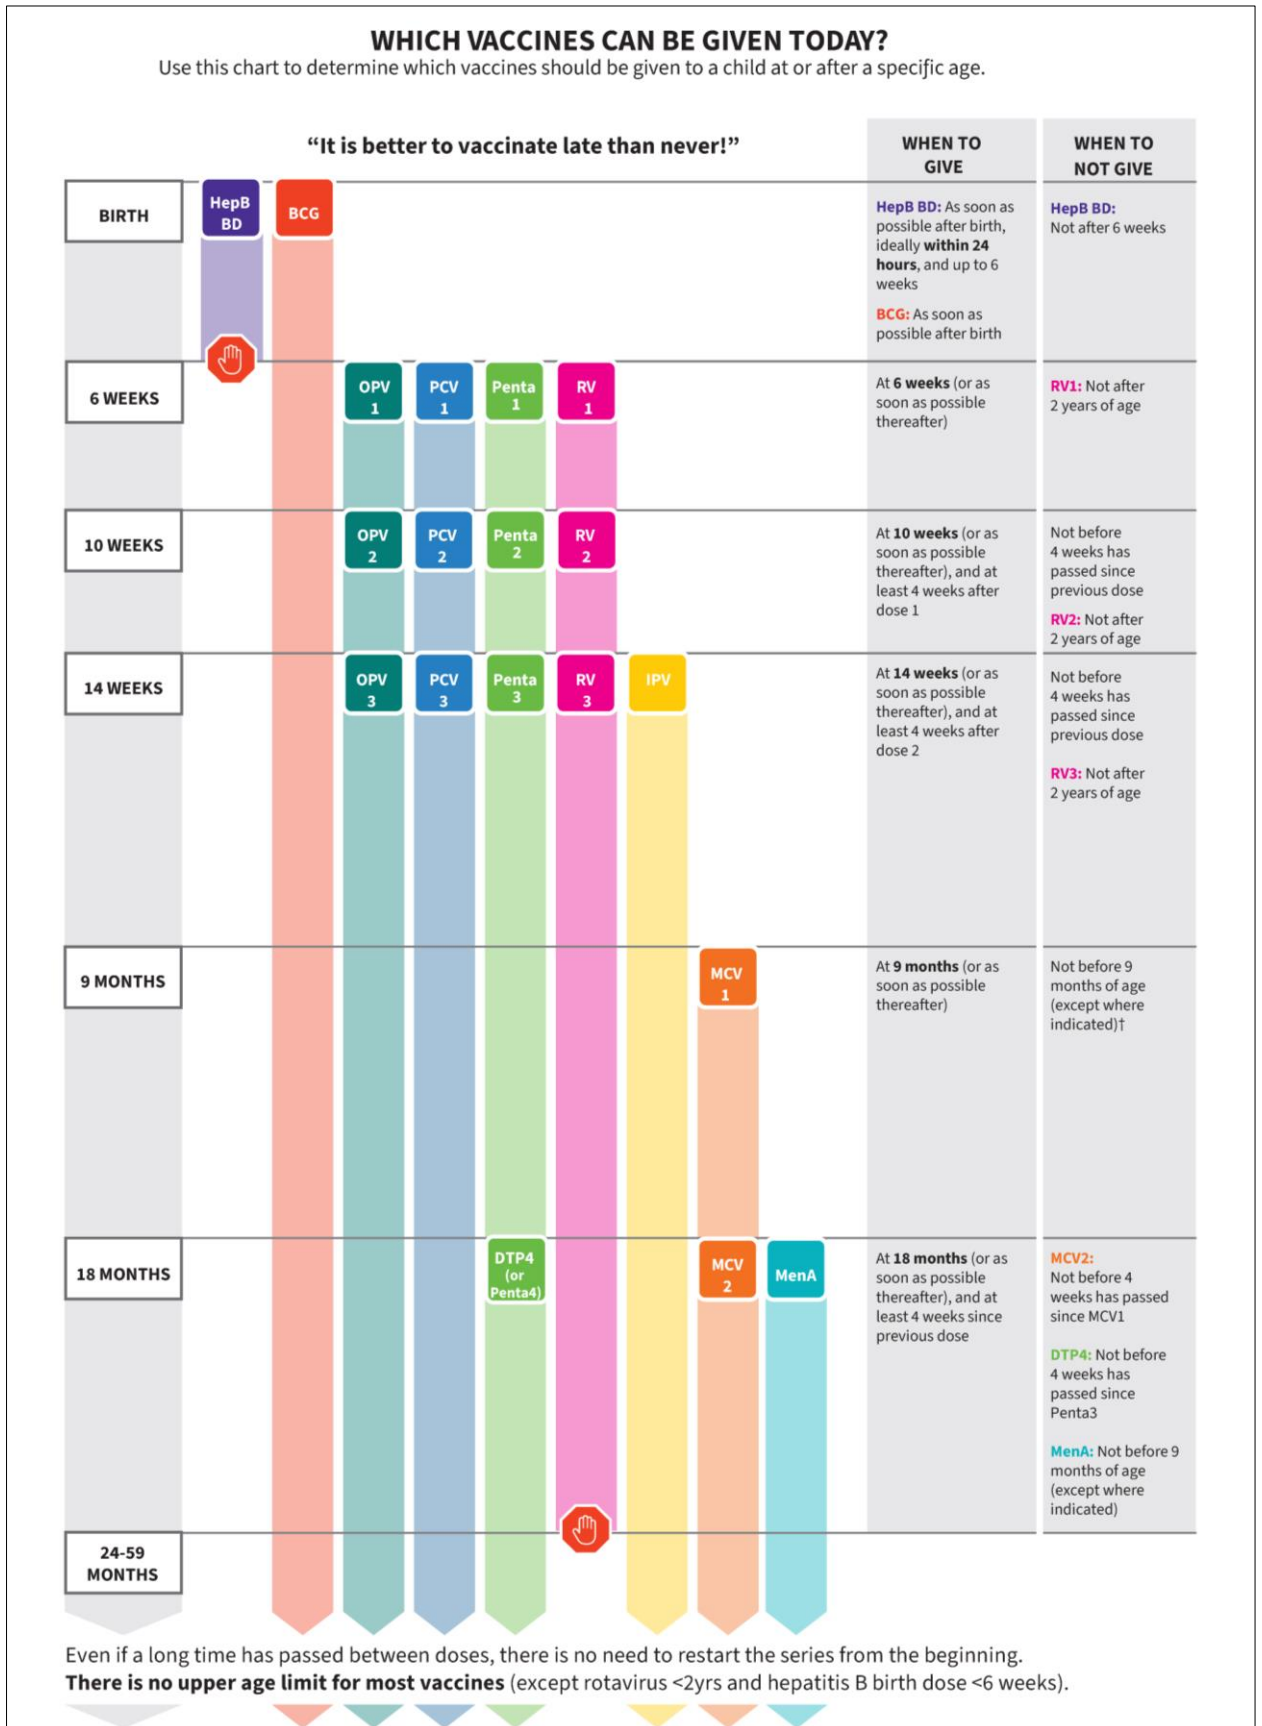 WHICH VACCINES CAN BE GIVEN TODAY?
Use this chart to determine which vaccines should be given to a child at or after a specific age.
“It is better to vaccinate late than never!”
WHEN TO
GIVE
WHEN TO
NOT GIVE
BIRTH
HepB
BD
BCG
HepB BD: As soon as
possible after birth,
ideally within 24
hours, and up to 6
weeks
BCG: As soon as
possible after birth
HepB BD:
Not after 6 weeks
6 WEEKS
OPV
1
PCV
1
Penta
1
RV
1
At 6 weeks (or as
soon as possible
thereafter)
RV1: Not after
2 years of age
10 WEEKS
OPV
2
PCV
2
Penta
2
RV
2
At 10 weeks (or as
soon as possible
thereafter), and at
least 4 weeks after
dose 1
Not before
4 weeks has
passed since
previous dose
RV2: Not after
2 years of age
14 WEEKS
OPV
3
PCV
3
Penta
3
RV
3
IPV
At 14 weeks (or as
soon as possible
thereafter), and at
least 4 weeks after
dose 2
Not before
4 weeks has
passed since
previous dose
RV3: Not after
2 years of age
9 MONTHS
MCV
1
At 9 months (or as
soon as possible
thereafter)
Not before 9
months of age
(except where
indicated)†
18 MONTHS
DTP4
(or
Penta4)
MCV
2
MenA
At 18 months (or as
soon as possible
thereafter), and at
least 4 weeks since
previous dose
MCV2:
Not before 4
weeks has passed
since MCV1
DTP4: Not before
4 weeks has
passed since
Penta3
MenA: Not before 9
months of age
(except where
indicated)
24-59
MONTHS
Even if a long time has passed between doses, there is no need to restart the series from the beginning.
There is no upper age limit for most vaccines (except rotavirus <2yrs and hepatitis B birth dose <6 weeks).